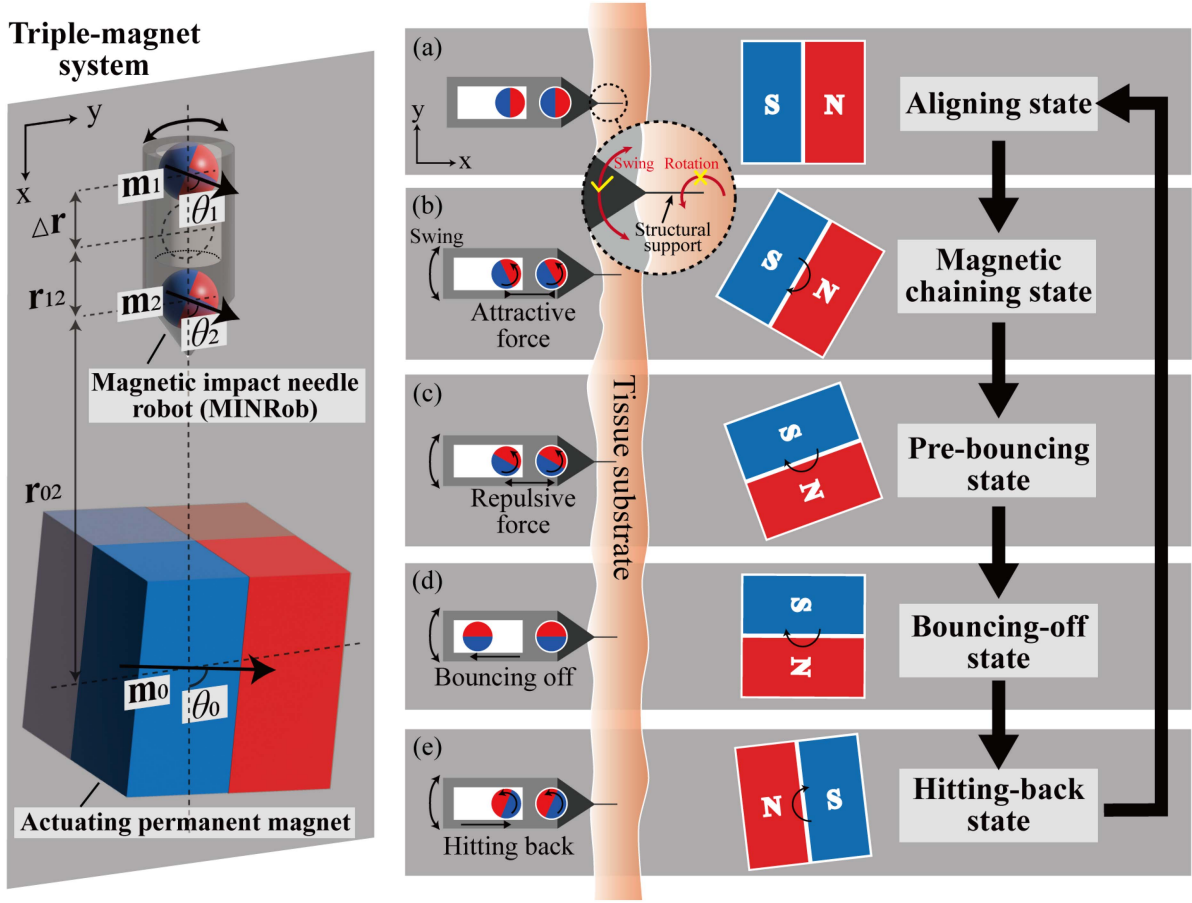 Triple-magnet
system
y
x
m1
θ1
Δr
r12
m2
θ2
Magnetic impact needle
robot (MINRob)
r02
m0
θ0
Actuating permanent magnet
(a)
y
x
Swing
Rotation
Structural
support
S
N
Aligning state
(b)
Swing
Attractive
force
S
N
Magnetic
chaining state
(c)
Repulsive
force
Tissue substrate
S
N
Pre-bouncing
state
(d)
Bouncing off
S
N
Bouncing-off
state
(e)
Hitting back
N
S
Hitting-back
state